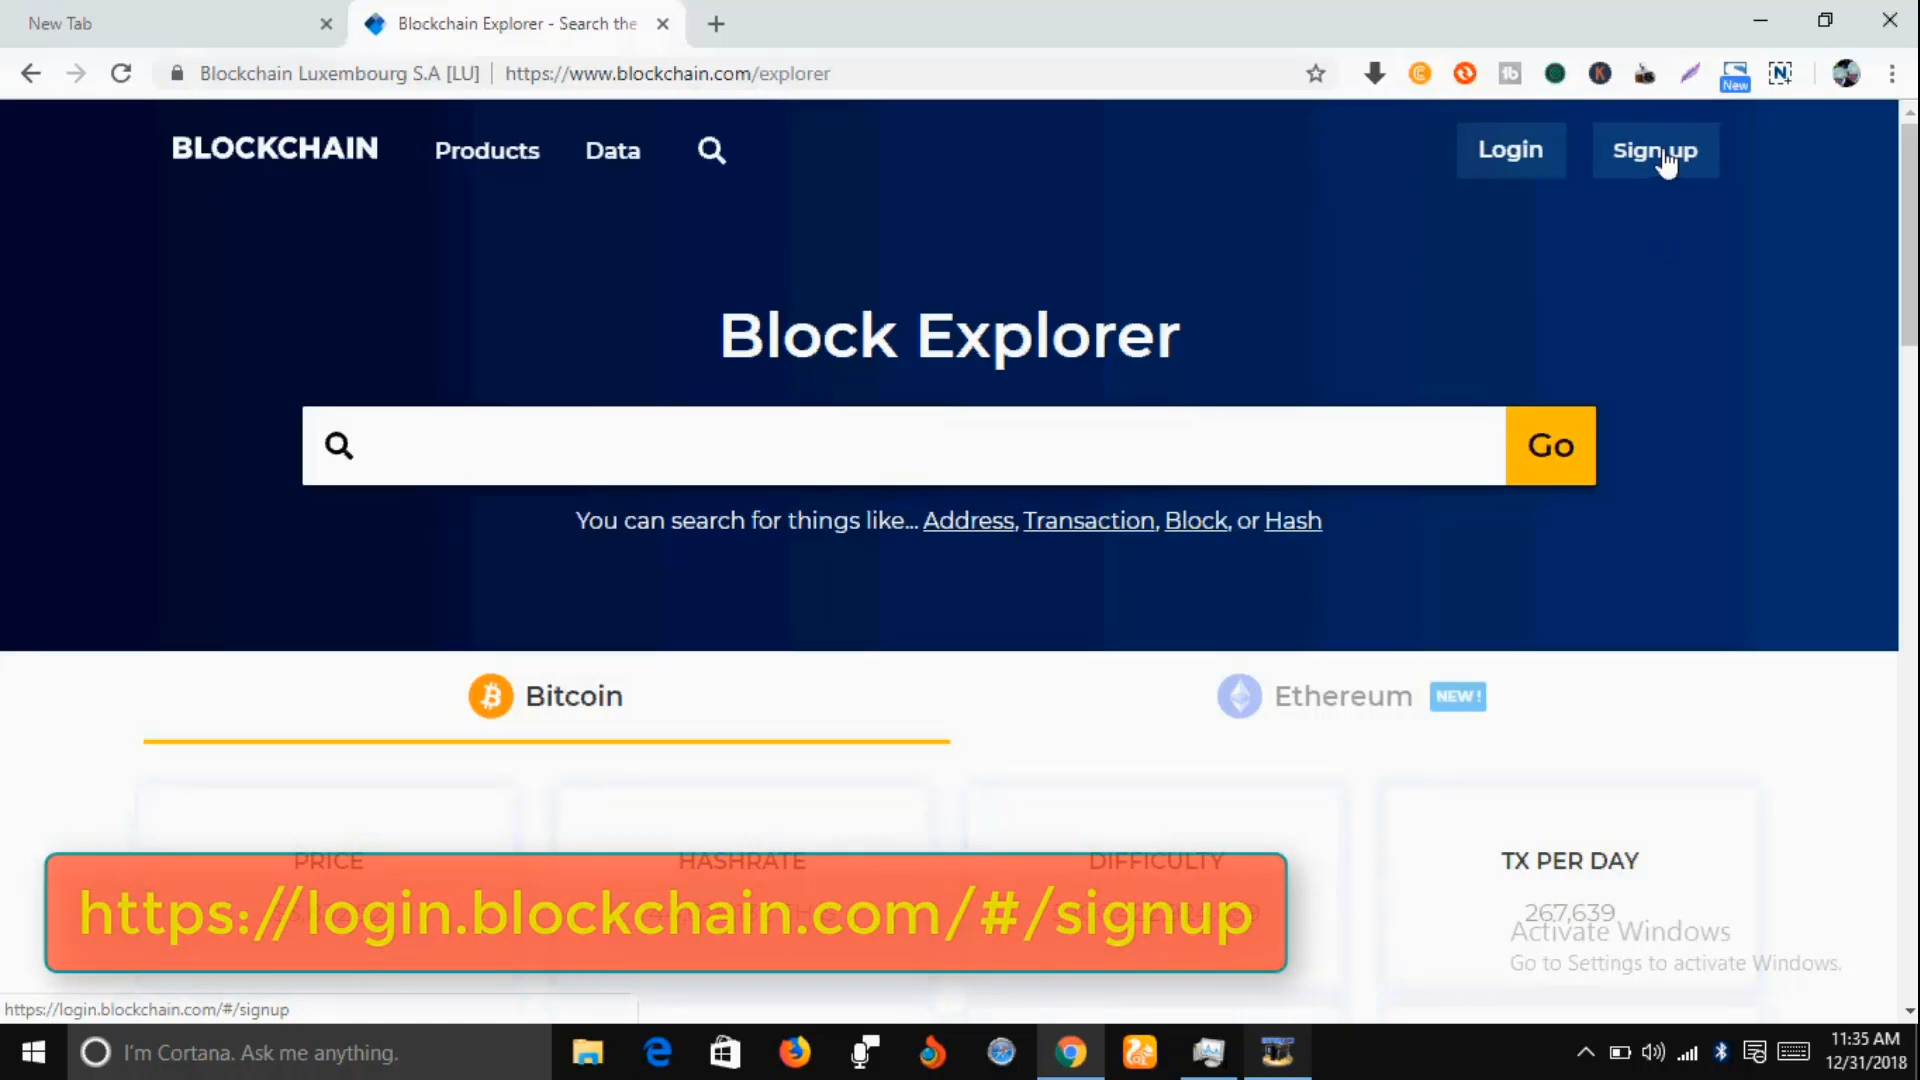 New Tab
Blockchain Explorer - Search the
Blockchain Luxembourg S.A [LU]
https://www.blockchain.com/explorer
New
BLOCKCHAIN
Products
Data
Login
Sign up
Block Explorer
Go
You can search for things like... Address, Transaction, Block, or Hash
Bitcoin
Ethereum
NEW !
PRICE
HASHRATE
DIFFICULTY
TX PER DAY
267,639
https://login.blockchain.com/#/signup
Activate Windows
Go to Settings to activate Windows.
https://login.blockchain.com/#/signup
I'm Cortana. Ask me anything.
11:35 AM
12/31/2018